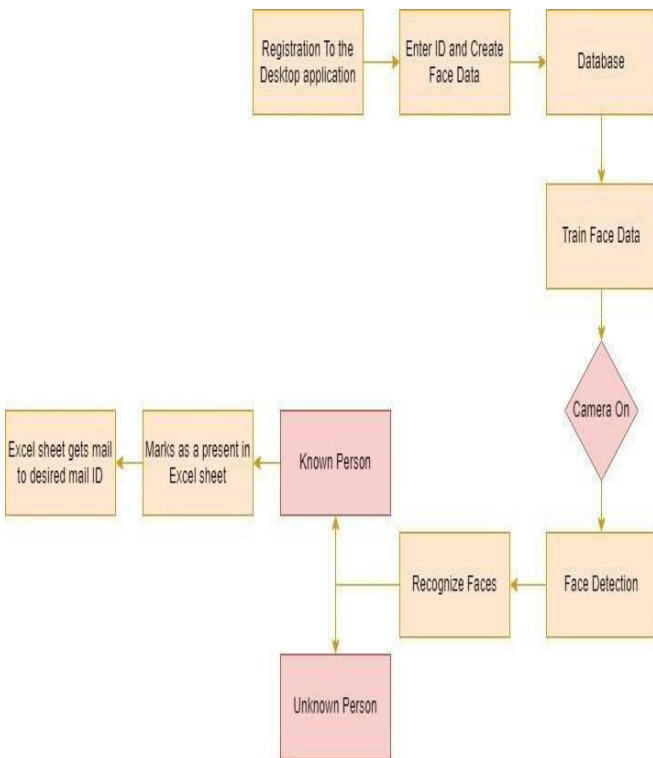 Registration To the
Desktop application
Enter ID and Create
Face Data
Database
Train Face Data
Camera On
Face Detection
Recognize Faces
Known Person
Marks as a present in
Excel sheet
Excel sheet gets mail
to desired mail ID
Unknown Person